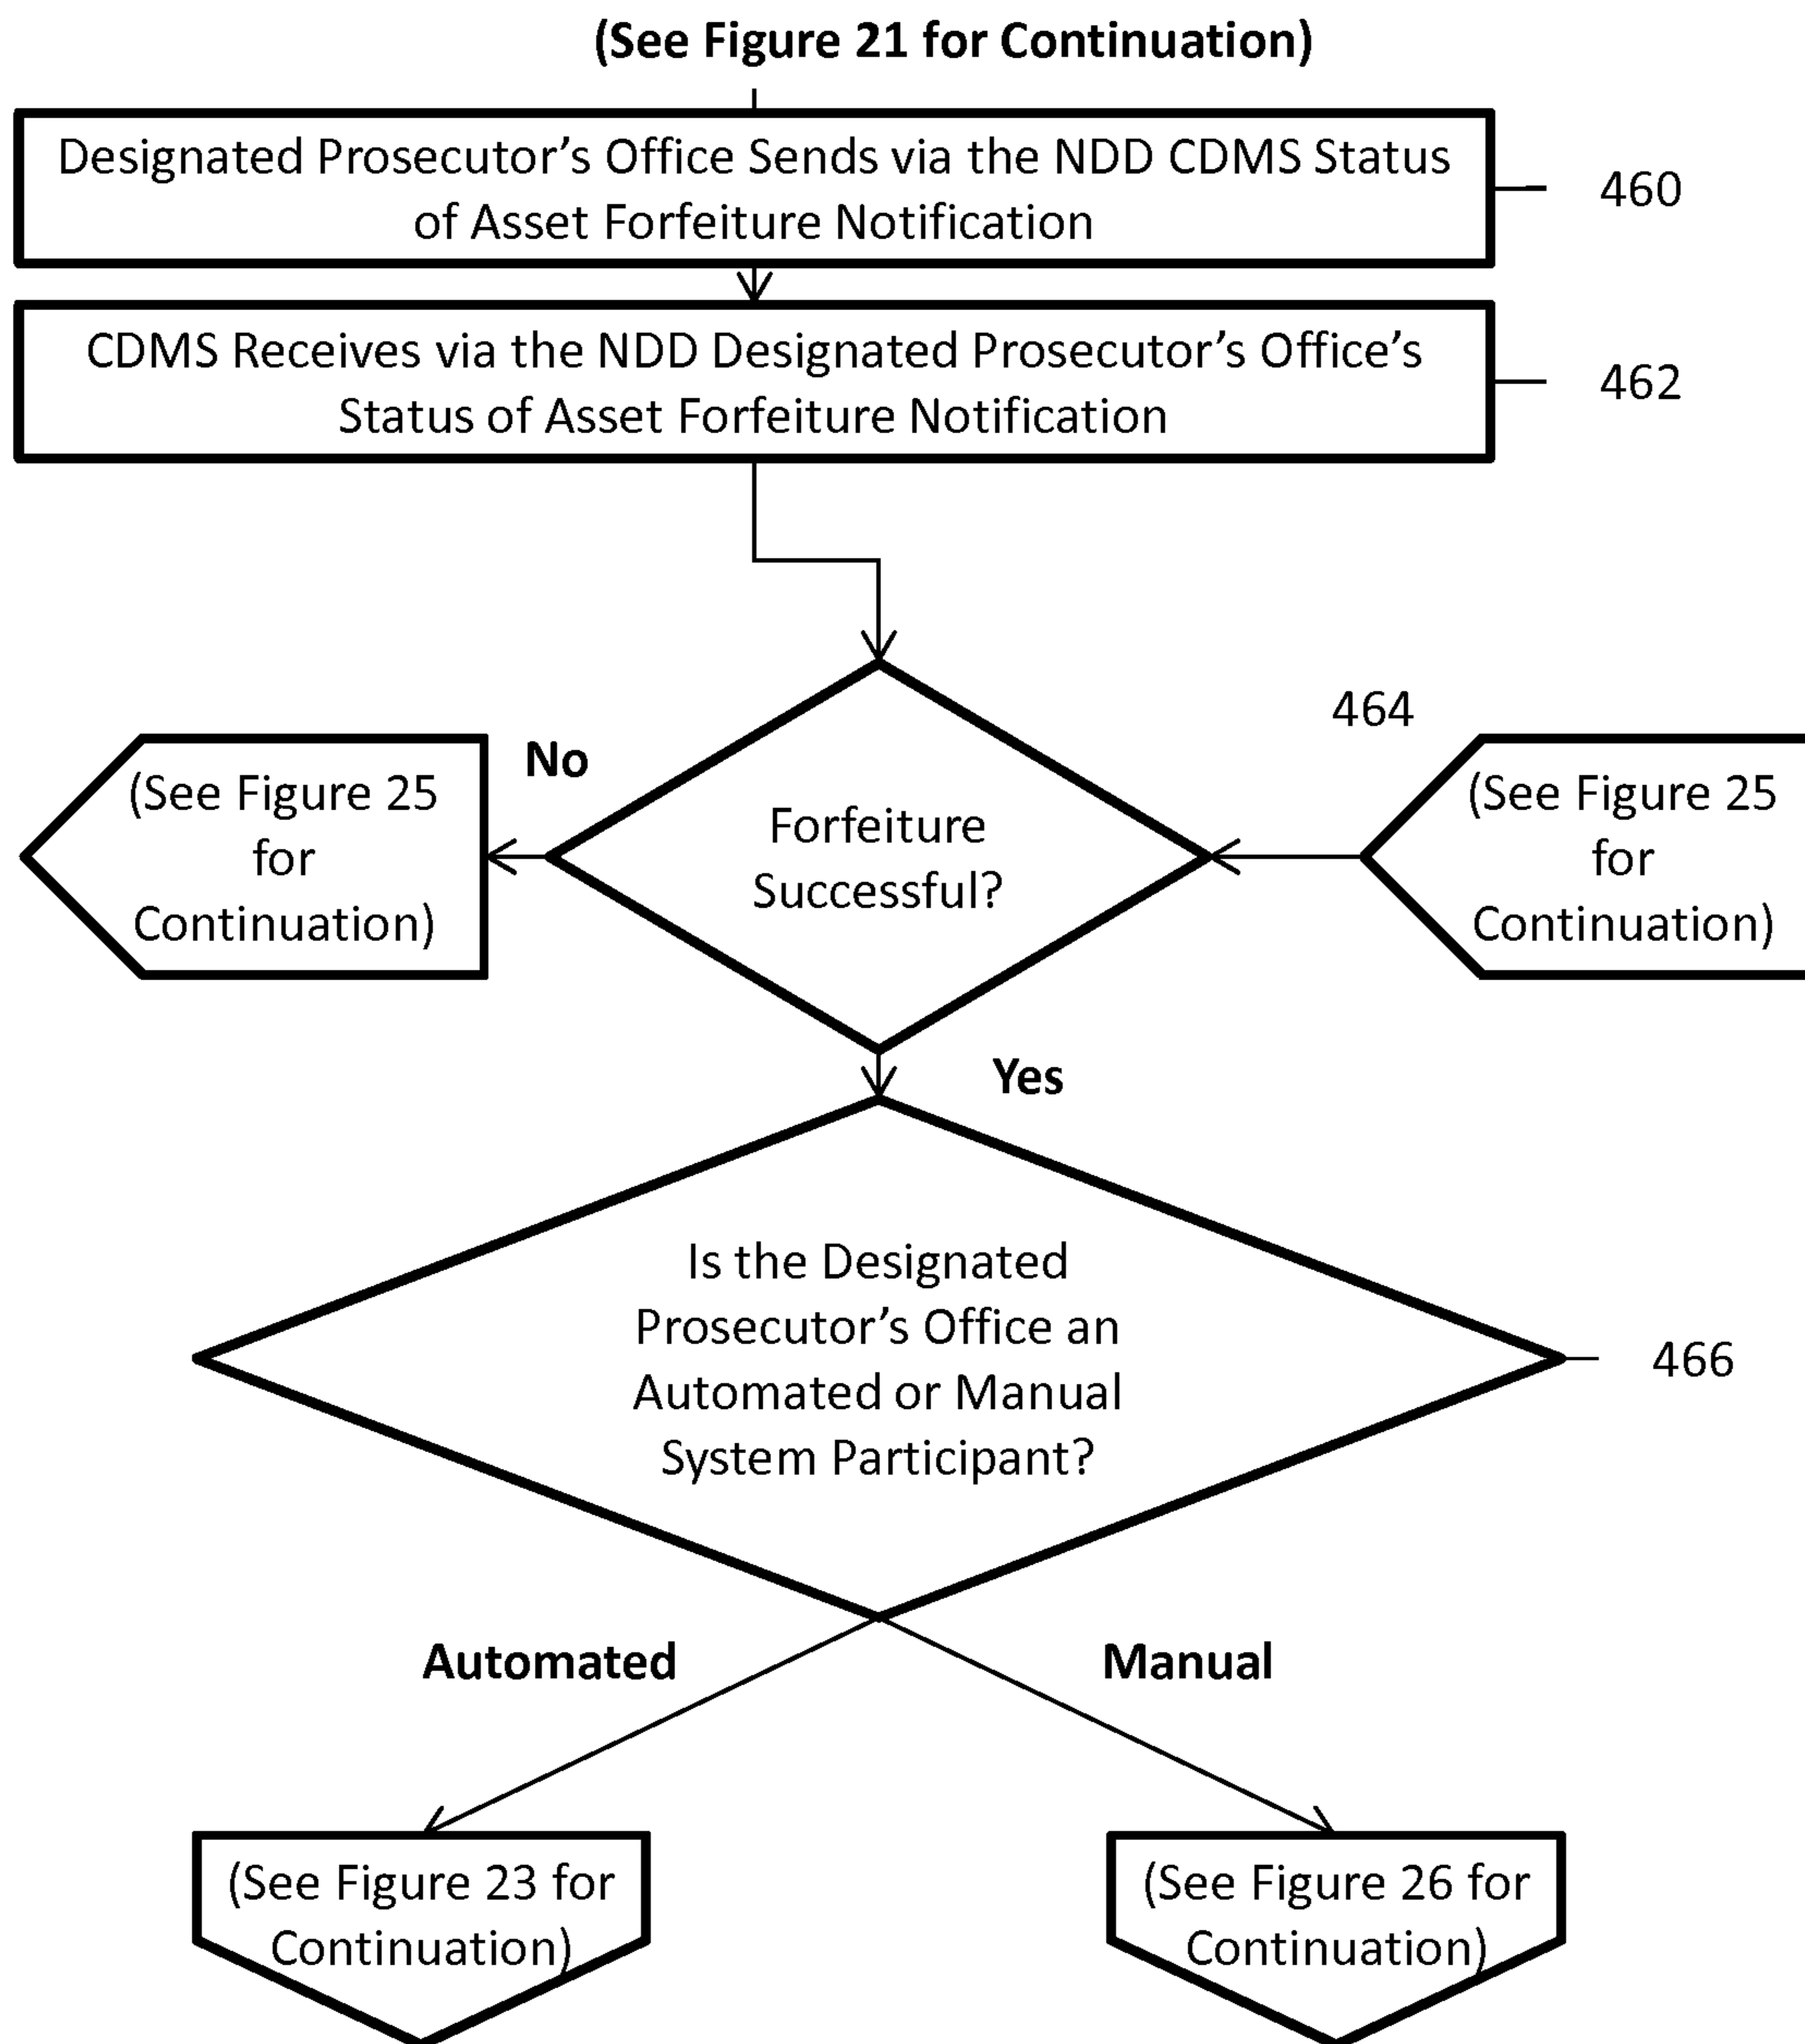 (See Figure 21 for Continuation)
Designated Prosecutor’s Office Sends via the NDD CDMS Status
of Asset Forfeiture Notification
460
CDMS Receives via the NDD Designated Prosecutor’s Office’s
Status of Asset Forfeiture Notification
462
464
No
(See Figure 25
for
Continuation)
Forfeiture
Successful?
(See Figure 25
for
Continuation)
Yes
Is the Designated
Prosecutor’s Office an
Automated or Manual
System Participant?
466
Automated
Manual
(See Figure 23 for
Continuation)
(See Figure 26 for
Continuation)